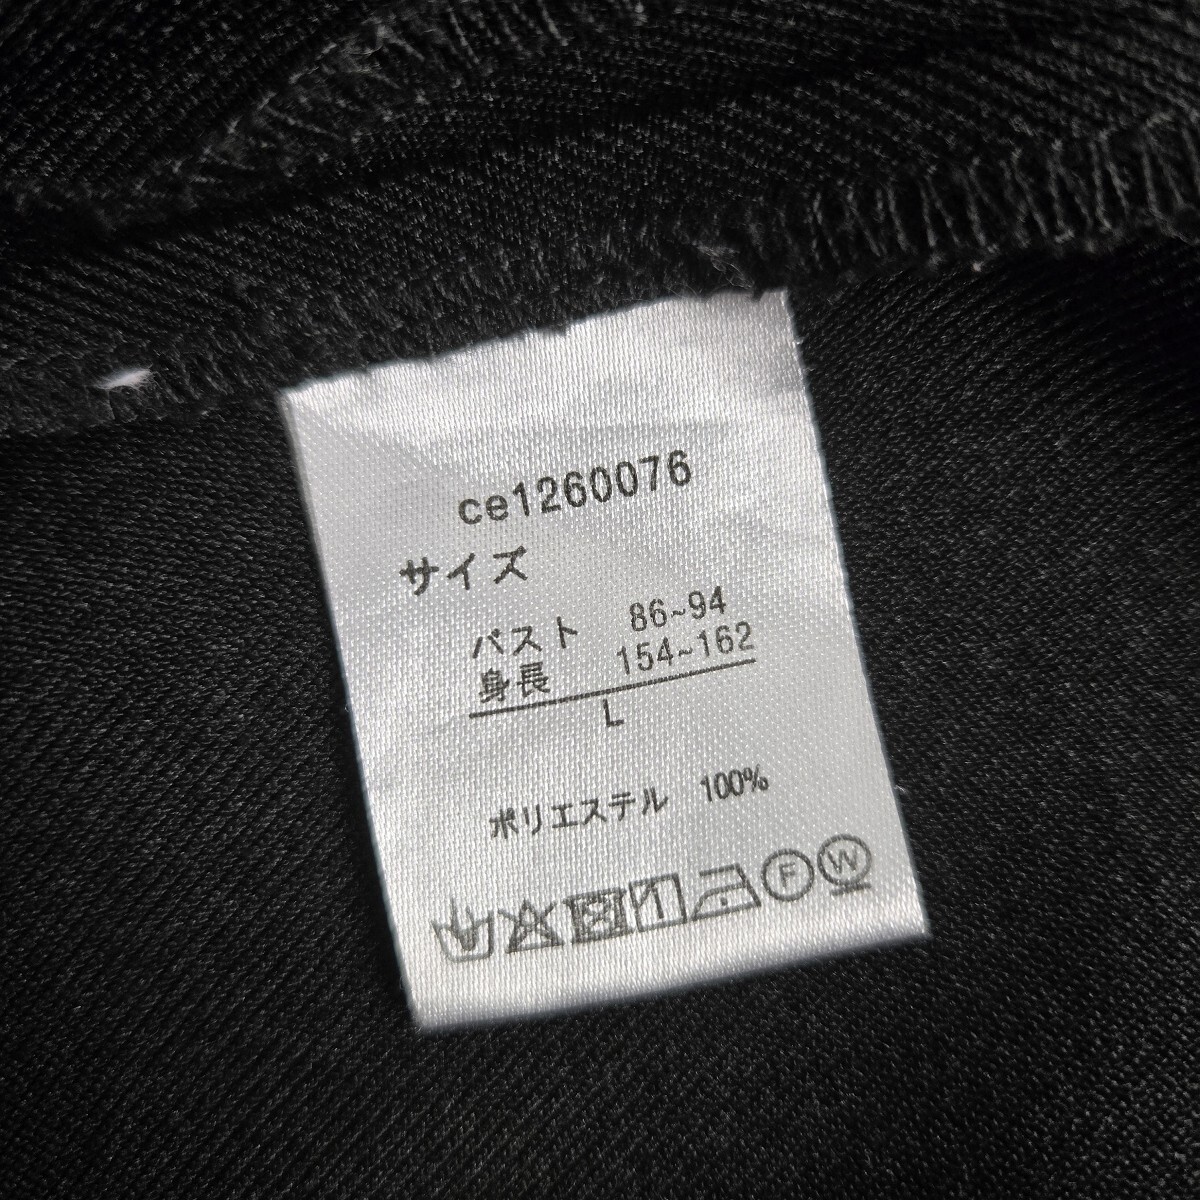 ce1260076
サイズ
バスト 86~94
身長 154~162
L
ポリエステル 100%
F W